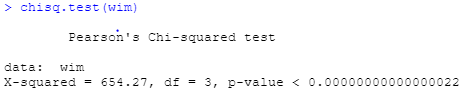 > chisq.test(wim)
Pearson's Chi-squared test
data:  wim
X-squared = 654.27, df = 3, p-value < 0.00000000000000022